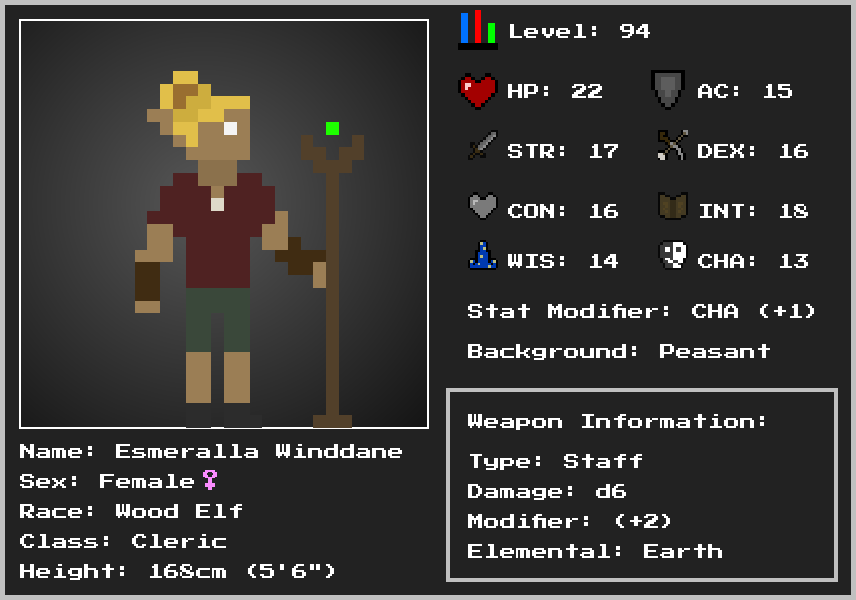 Level: 94
HP: 22 AC: 15
STR: 17 DEX: 16
CON: 16 INT: 18
WIS: 14 CHA: 13
Stat Modifier: CHA (+1)
Background: Peasant
Weapon Information:
Type: Staff
Damage: d6
Modifier: (+2)
Elemental: Earth
Name: Esmeralla Winddane
Sex: Female♀
Race: Wood Elf
Class: Cleric
Height: 168cm (5'6")